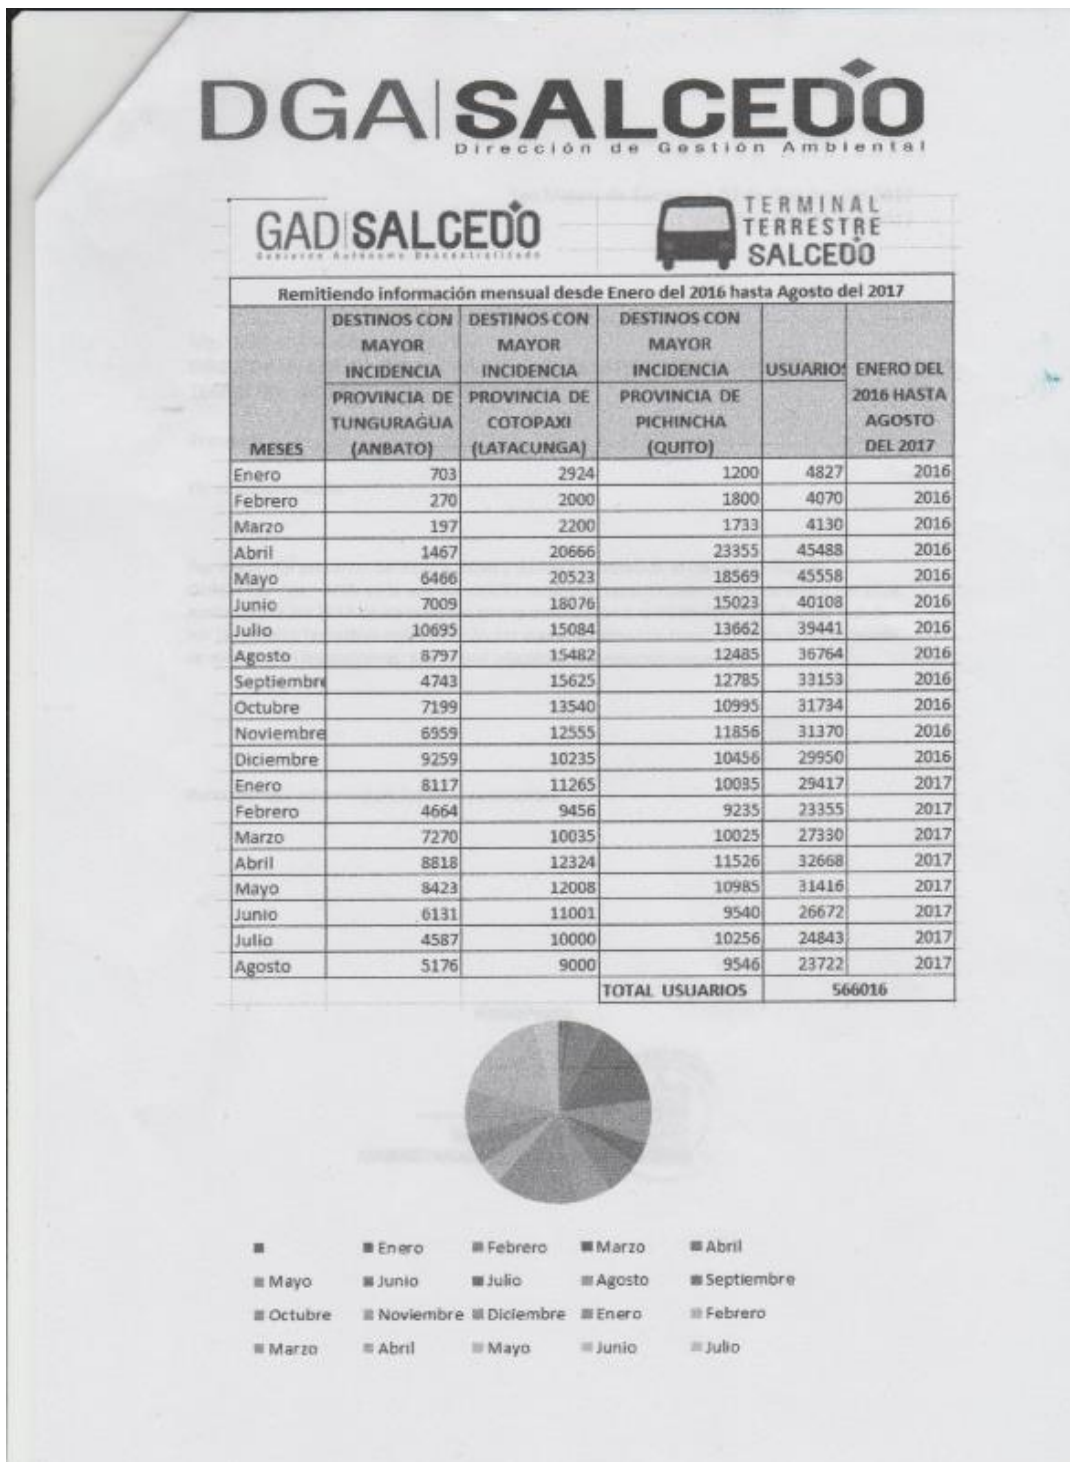 DGA|SALCEDO
Dirección de Gestión Ambiental
GAD|SALCEDO
Gobierno Autónomo Descentralizado
TERMINAL
TERRESTRE
SALCEDO
Remitiendo información mensual desde Enero del 2016 hasta Agosto del 2017
MESES DESTINOS CON MAYOR INCIDENCIA PROVINCIA DE TUNGURAGUA (ANBATO) DESTINOS CON MAYOR INCIDENCIA PROVINCIA DE COTOPAXI (LATACUNGA) DESTINOS CON MAYOR INCIDENCIA PROVINCIA DE PICHINCHA (QUITO) USUARIOS ENERO DEL 2016 HASTA AGOSTO DEL 2017
Enero 703 2924 1200 4827 2016
Febrero 270 2000 1800 4070 2016
Marzo 197 2200 1733 4130 2016
Abril 1467 20666 23355 45488 2016
Mayo 6466 20523 18569 45558 2016
Junio 7009 18076 15023 40108 2016
Julio 10695 15084 13662 39441 2016
Agosto 8797 15482 12485 36764 2016
Septiembre 4743 15625 12785 33153 2016
Octubre 7199 13540 10995 31734 2016
Noviembre 6959 12555 11856 31370 2016
Diciembre 9259 10235 10456 29950 2016
Enero 8117 11265 10035 29417 2017
Febrero 4664 9456 9235 23355 2017
Marzo 7270 10035 10025 27330 2017
Abril 8818 12324 11526 32668 2017
Mayo 8423 12008 10985 31416 2017
Junio 6131 11001 9540 26672 2017
Julio 4587 10000 10256 24843 2017
Agosto 5176 9000 9546 23722 2017
TOTAL USUARIOS 566016
Enero Febrero Marzo Abril
Mayo Junio Julio Agosto Septiembre
Octubre Noviembre Diciembre Enero Febrero
Marzo Abril Mayo Junio Julio